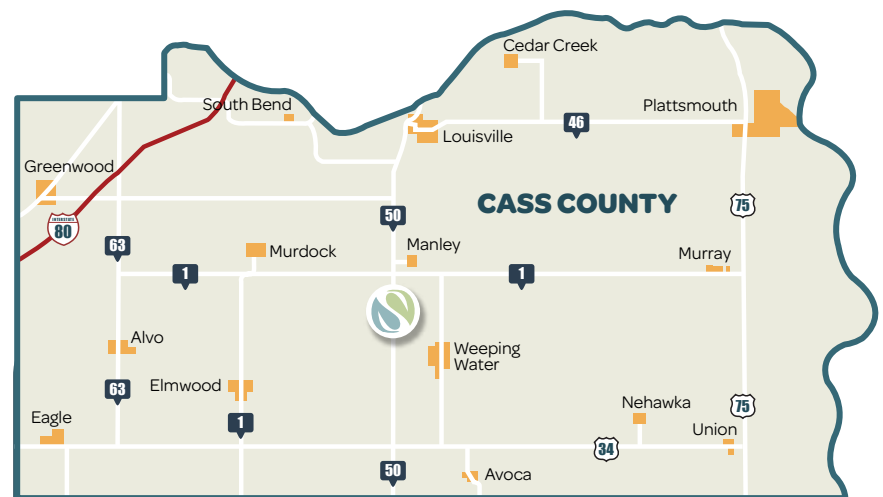 Cedar Creek
South Bend
Plattsmouth
46
Louisville
Greenwood
CASS COUNTY
75
50
INTERSTATE
80
63
Manley
Murdock
Murray
1
1
Alvo
Weeping
Water
63
Elmwood
Nehawka
75
Eagle
1
Union
34
50
Avoca